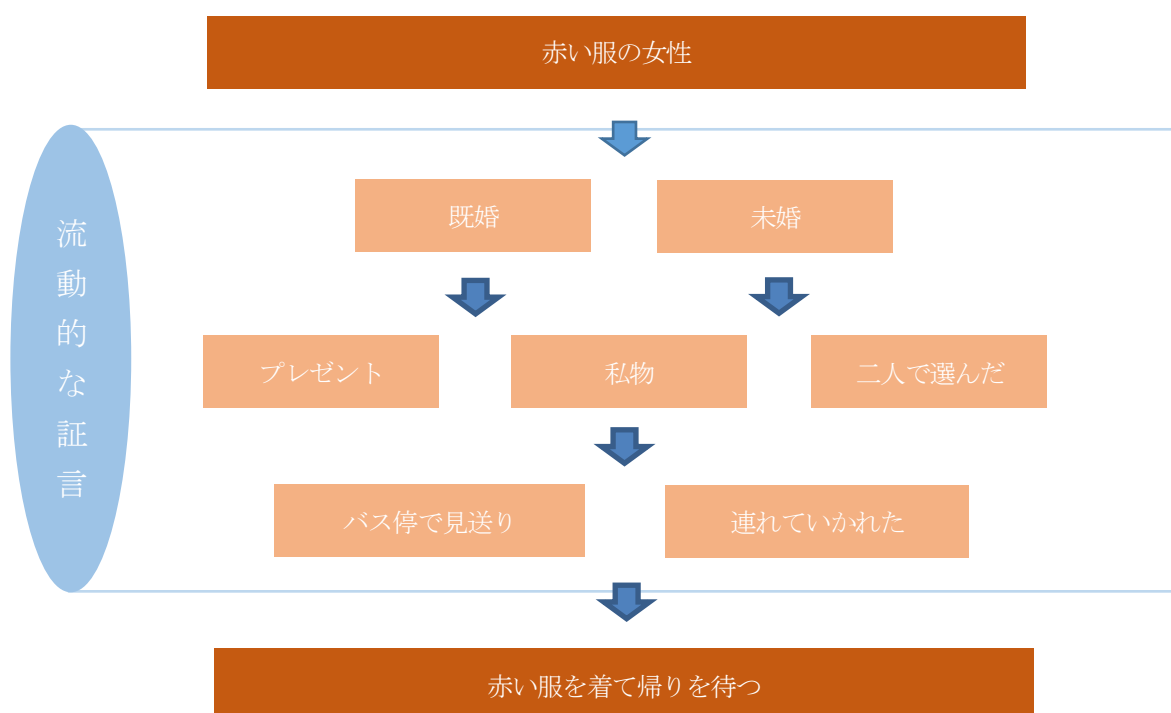 赤い服の女性
流動的な証言
既婚
未婚
プレゼント
私物
二人で選んだ
バス停で見送り
連れていかれた
赤い服を着て帰りを待つ